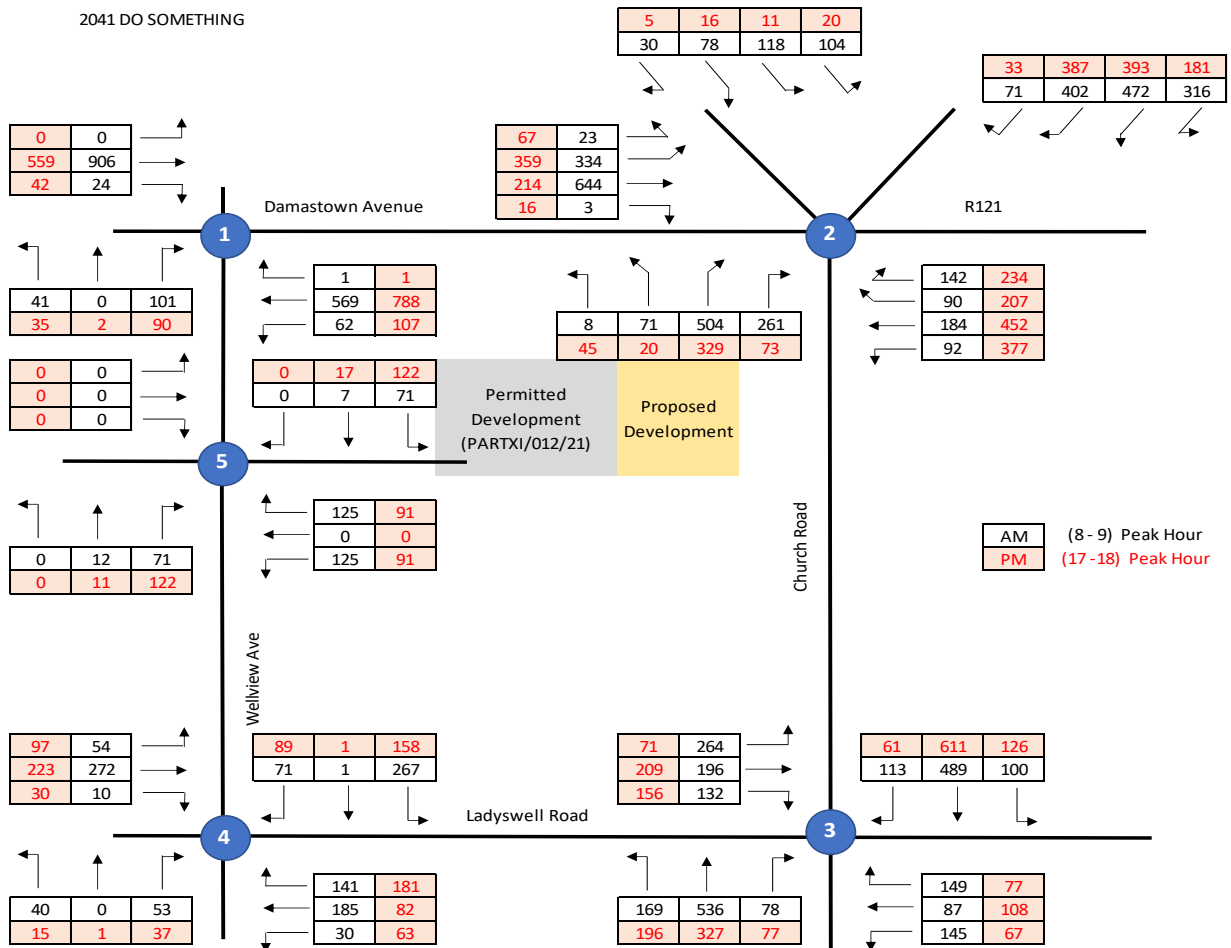 2041 DO SOMETHING
5 16 11 20
30 78 118 104
33 387 393 181
71 402 472 316
0 0
559 906
42 24
67 23
359 334
214 644
16 3
Damastown Avenue
R121
1
2
41 0 101
35 2 90
1 1
569 788
62 107
8 71 504 261
45 20 329 73
142 234
90 207
184 452
92 377
0 0
0 0
0 0
0 17 122
0 7 71
Permitted
Development
(PARTXI/012/21)
Proposed
Development
5
0 12 71
0 11 122
125 91
0 0
125 91
Church Road
AM (8 - 9) Peak Hour
PM (17 -18) Peak Hour
Wellview Ave
97 54
223 272
30 10
89 1 158
71 1 267
71 264
209 196
156 132
61 611 126
113 489 100
Ladyswell Road
4
3
40 0 53
15 1 37
141 181
185 82
30 63
169 536 78
196 327 77
149 77
87 108
145 67